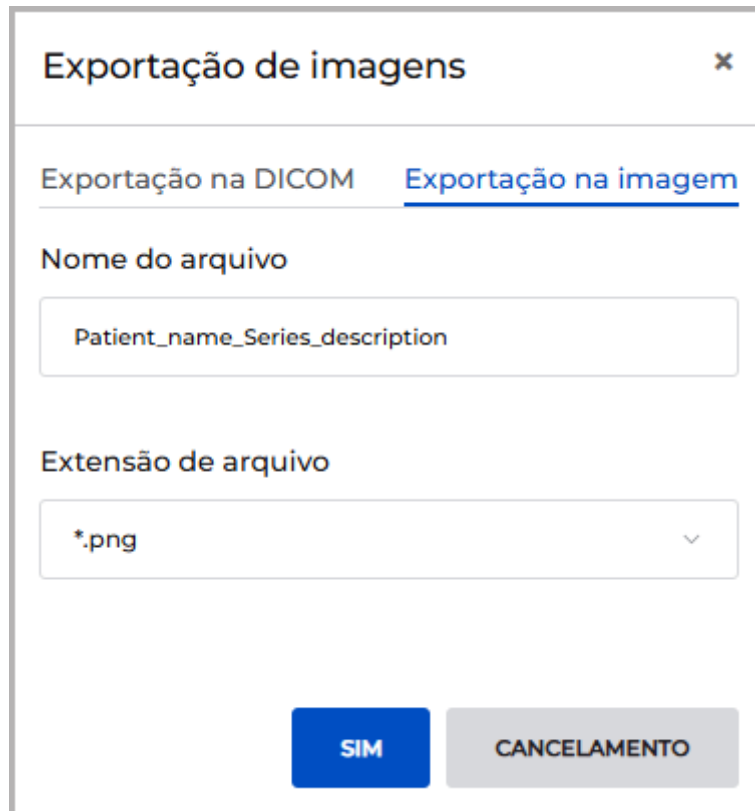 Exportação de imagens
Exportação na DICOM Exportação na imagem
Nome do arquivo
Patient_name_Series_description
Extensão de arquivo
*.png
SIM CANCELAMENTO